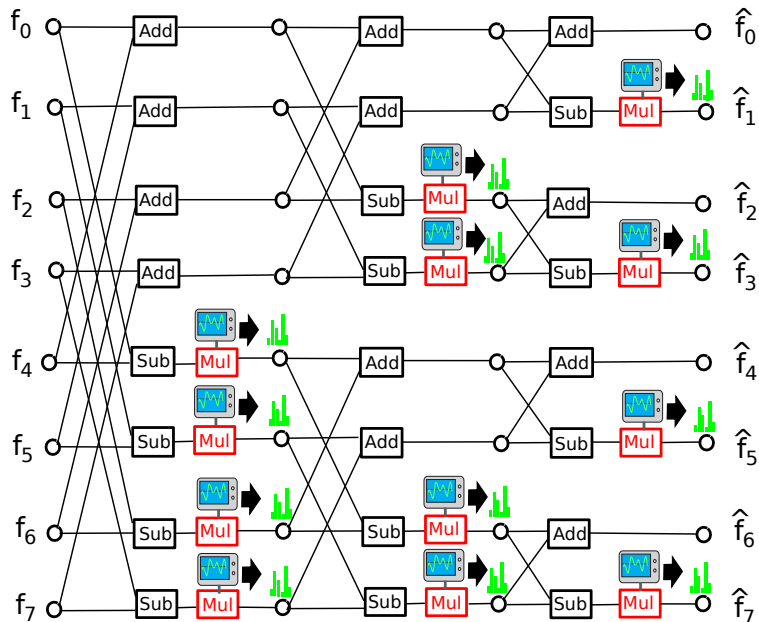 f0 Add Add Add f̂0
f1 Add Add Sub Mul f̂1
f2 Add Sub Mul Add f̂2
f3 Add Sub Mul Sub Mul f̂3
f4 Sub Mul Add Add f̂4
f5 Sub Mul Add Sub Mul f̂5
f6 Sub Mul Sub Mul Add f̂6
f7 Sub Mul Sub Mul Sub Mul f̂7